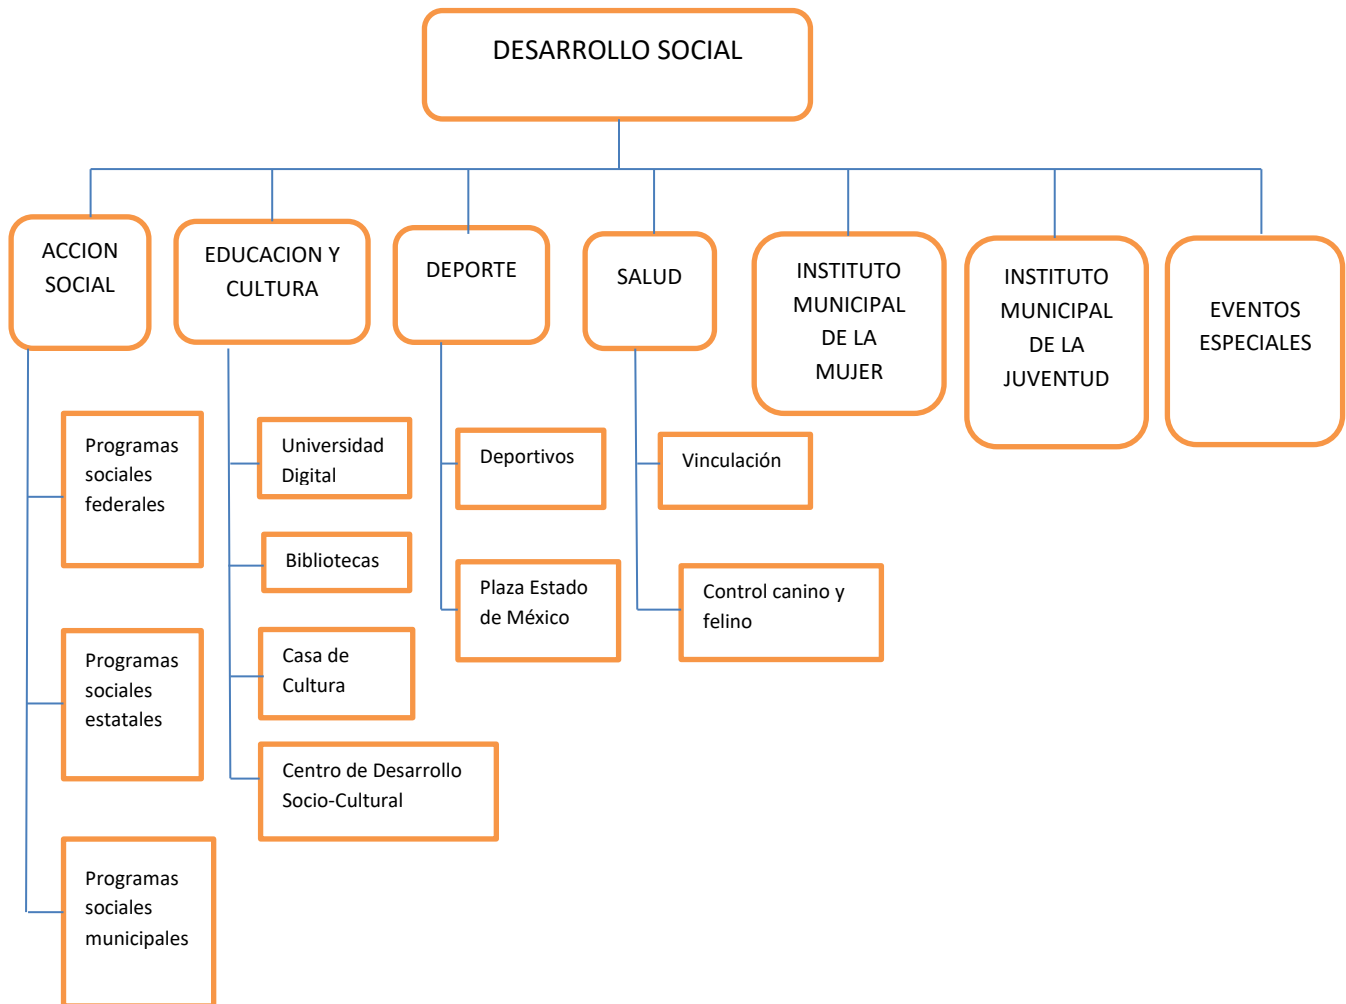 DESARROLLO SOCIAL
ACCION
SOCIAL
EDUCACION Y
CULTURA
DEPORTE
SALUD
INSTITUTO
MUNICIPAL
DE LA
MUJER
INSTITUTO
MUNICIPAL
DE LA
JUVENTUD
EVENTOS
ESPECIALES
Programas
sociales
federales
Programas
sociales
estatales
Programas
sociales
municipales
Universidad
Digital
Bibliotecas
Casa de
Cultura
Centro de Desarrollo
Socio-Cultural
Deportivos
Plaza Estado
de México
Vinculación
Control canino y
felino